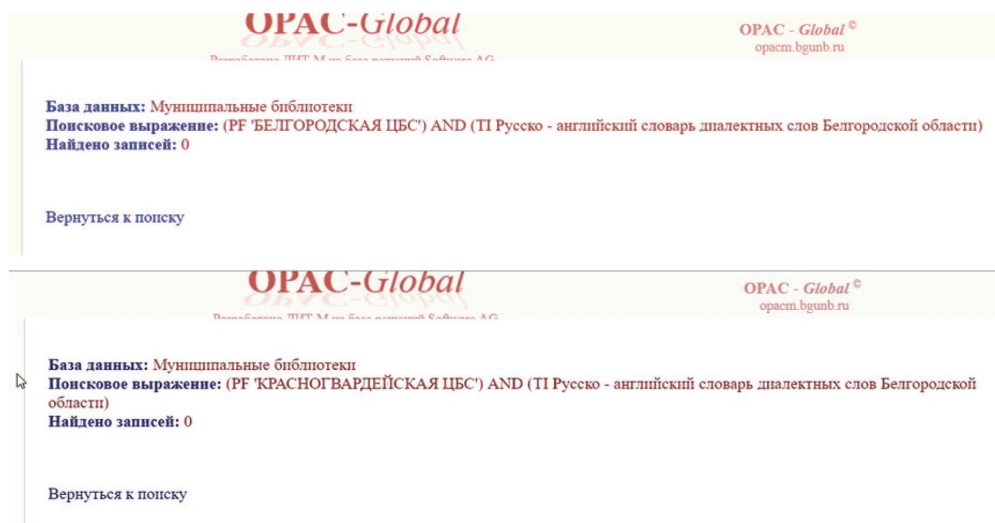 OPAC-Global
OPAC - Global ©
opacm.bgunb.ru
База данных: Муниципальные библиотеки
Поисковое выражение: (PF 'БЕЛГОРОДСКАЯ ЦБС') AND (TI Русско - английский словарь диалектных слов Белгородской области)
Найдено записей: 0
Вернуться к поиску
OPAC-Global
OPAC - Global ©
opacm.bgunb.ru
База данных: Муниципальные библиотеки
Поисковое выражение: (PF 'КРАСНОГВАРДЕЙСКАЯ ЦБС') AND (TI Русско - английский словарь диалектных слов Белгородской
области)
Найдено записей: 0
Вернуться к поиску